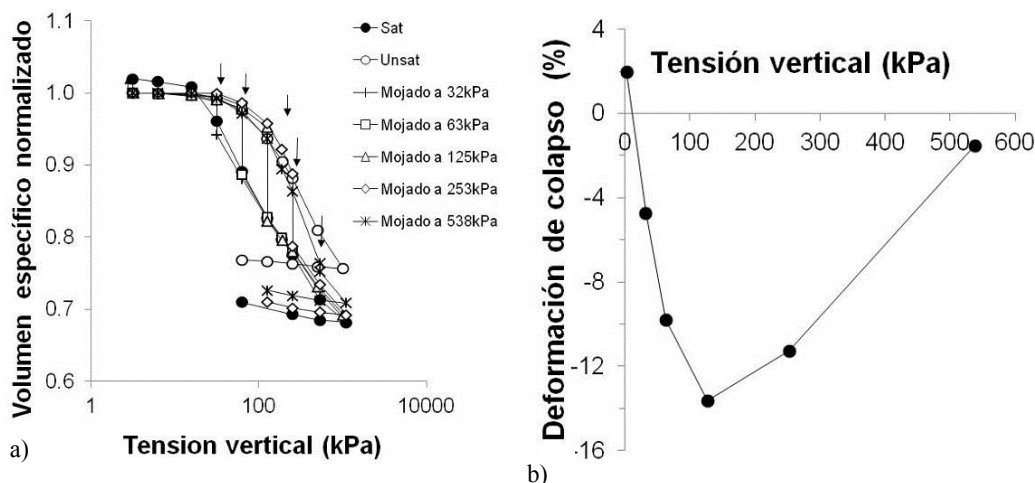 1.1
1.0
0.9
0.8
0.7
0.6
1
100
10000
Volumen específico normalizado
Tension vertical (kPa)
Sat
Unsat
Mojado a 32kPa
Mojado a 63kPa
Mojado a 125kPa
Mojado a 253kPa
Mojado a 538kPa
a)
4
0
-4
-8
-12
-16
0 100 200 300 400 500 600
Tensión vertical (kPa)
Deformación de colapso (%)
b)